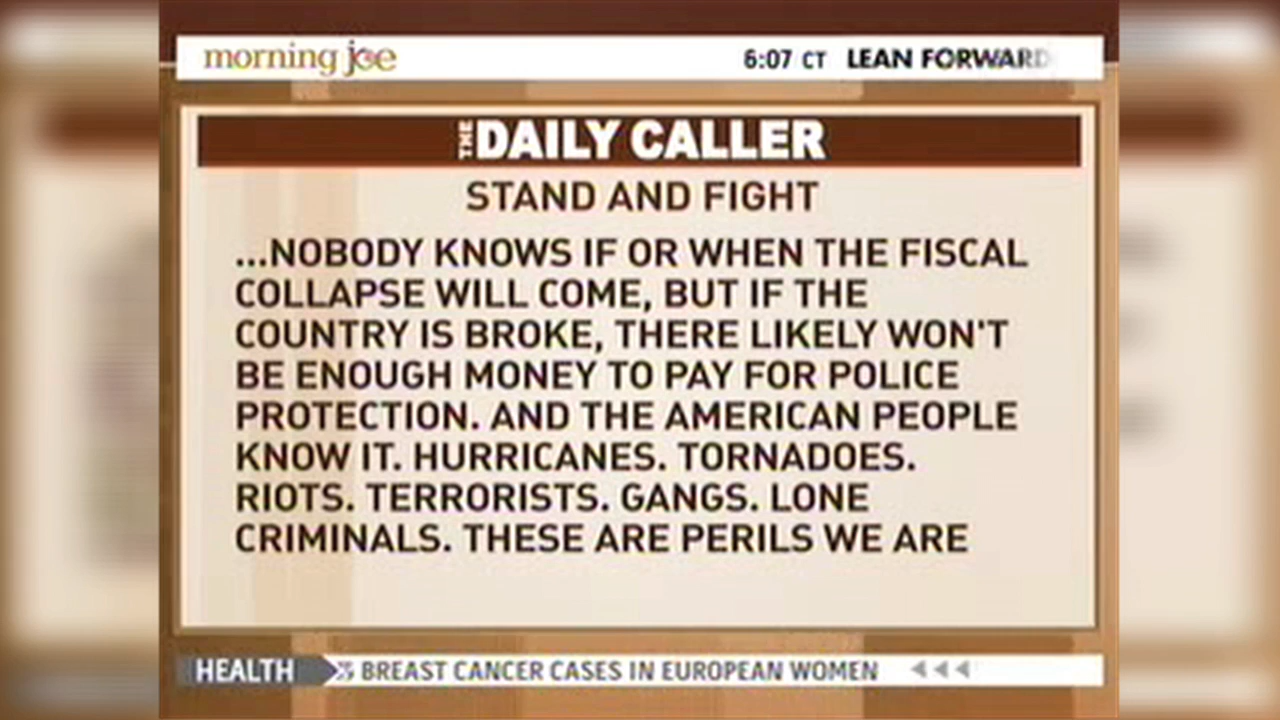 morning joe
6:07 CT LEAN FORWARD
THE DAILY CALLER
STAND AND FIGHT
...NOBODY KNOWS IF OR WHEN THE FISCAL
COLLAPSE WILL COME, BUT IF THE
COUNTRY IS BROKE, THERE LIKELY WON'T
BE ENOUGH MONEY TO PAY FOR POLICE
PROTECTION. AND THE AMERICAN PEOPLE
KNOW IT. HURRICANES. TORNADOES.
RIOTS. TERRORISTS. GANGS. LONE
CRIMINALS. THESE ARE PERILS WE ARE
HEALTH BREAST CANCER CASES IN EUROPEAN WOMEN